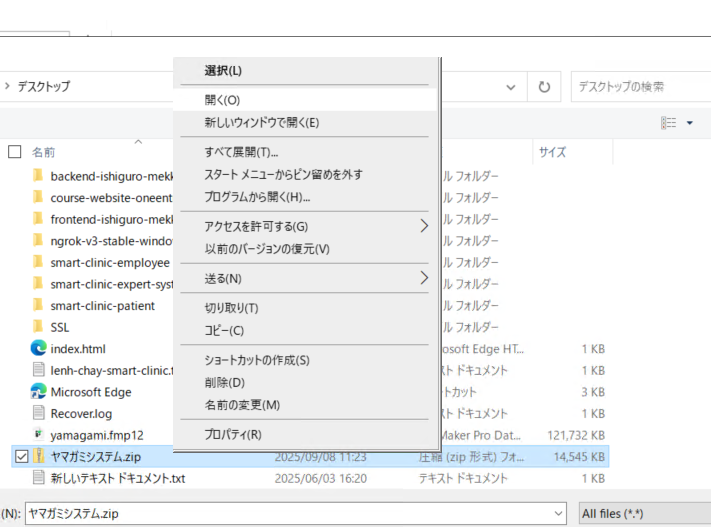 デスクトップ
デスクトップの検索
名前
サイズ
backend-ishiguro-mekk
ル フォルダー
course-website-oneent
ル フォルダー
frontend-ishiguro-mekk
ル フォルダー
ngrok-v3-stable-windo
ル フォルダー
smart-clinic-employee
ル フォルダー
smart-clinic-expert-syst
ル フォルダー
smart-clinic-patient
ル フォルダー
SSL
ル フォルダー
index.html
osoft Edge HT...
1 KB
lenh-chay-smart-clinic.t
スト ドキュメント
1 KB
Microsoft Edge
トカット
3 KB
Recover.log
スト ドキュメント
1 KB
yamagami.fmp12
Maker Pro Dat...
121,732 KB
ヤマガミシステム.zip
2025/09/08 11:23
圧縮 (zip 形式) フォ...
14,545 KB
新しいテキスト ドキュメント.txt
2025/06/03 16:20
テキスト ドキュメント
1 KB
選択(L)
開く(O)
新しいウィンドウで開く(E)
すべて展開(T)...
スタート メニューからピン留めを外す
プログラムから開く(H)...
アクセスを許可する(G)
以前のバージョンの復元(V)
送る(N)
切り取り(T)
コピー(C)
ショートカットの作成(S)
削除(D)
名前の変更(M)
プロパティ(R)
(N):
ヤマガミシステム.zip
All files (*.*)